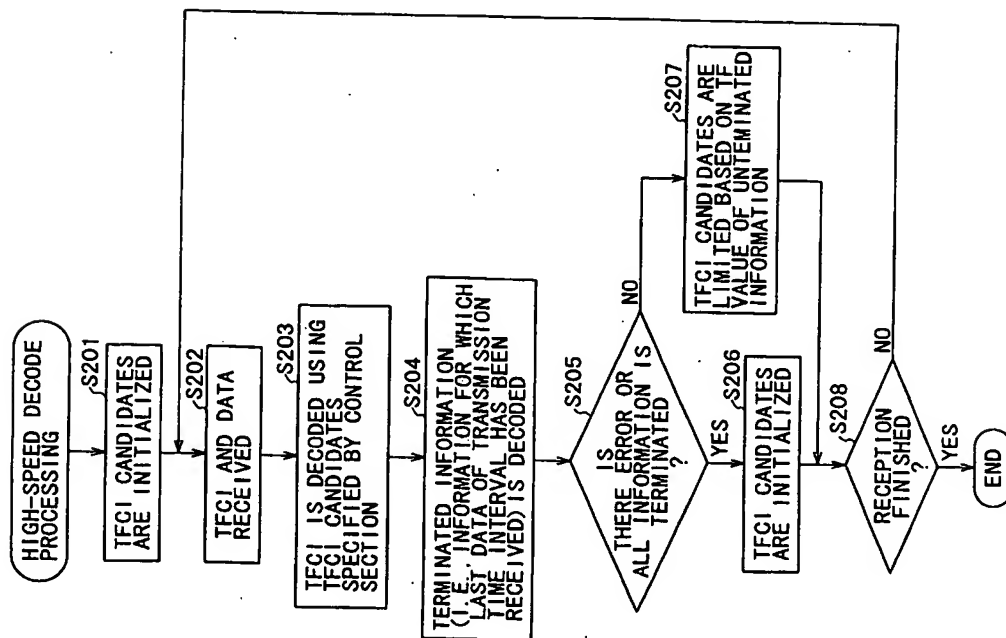 HIGH-SPEED DECODE
PROCESSING
S201
TFCI CANDIDATES
ARE INITIALIZED
S202
TFCI AND DATA
RECEIVED
S203
TFCI IS DECODED USING
TFCI CANDIDATES
SPECIFIED BY CONTROL
SECTION
S204
TERMINATED INFORMATION
(I.E., INFORMATION FOR WHICH
LAST DATA OF TRANSMISSION
TIME INTERVAL HAS BEEN
RECEIVED) IS DECODED
S205
IS
THERE ERROR OR
ALL INFORMATION IS
TERMINATED
?
NO
YES
S207
TFCI CANDIDATES ARE
LIMITED BASED ON TF
VALUE OF UNTEMINATED
INFORMATION
S206
TFCI CANDIDATES
ARE INITIALIZED
S208
RECEPTION
FINISHED
?
NO
YES
END